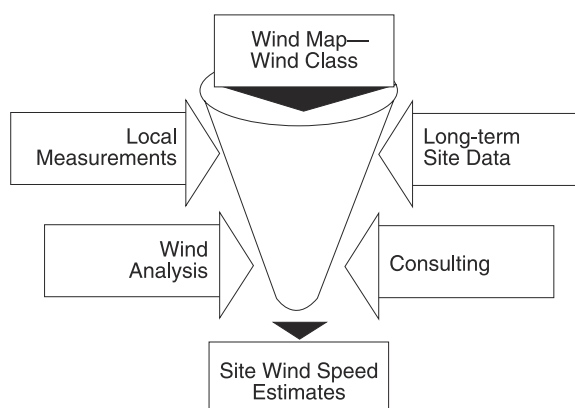 Wind Map—
Wind Class
Local
Measurements
Long-term
Site Data
Wind
Analysis
Consulting
Site Wind Speed
Estimates